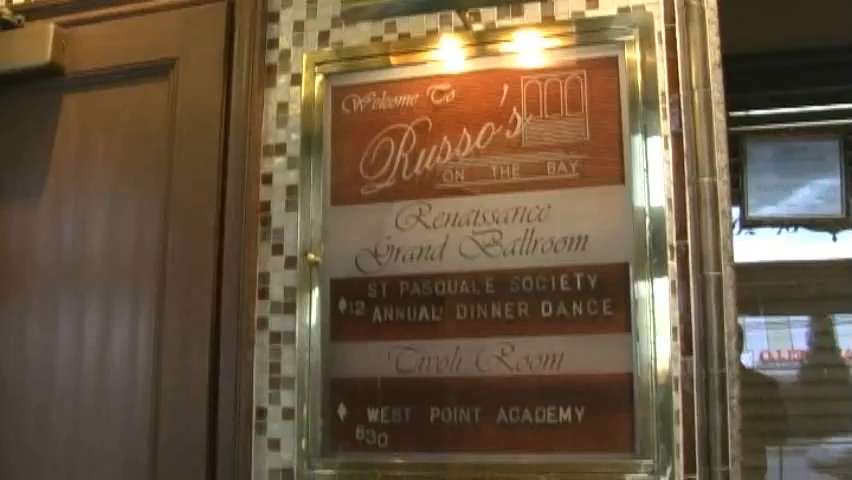 Welcome To
Russo's
ON THE BAY
Renaissance
Grand Ballroom
ST PASQUALE SOCIETY
12 ANNUAL DINNER DANCE
Tivoli Room
WEST POINT ACADEMY
630